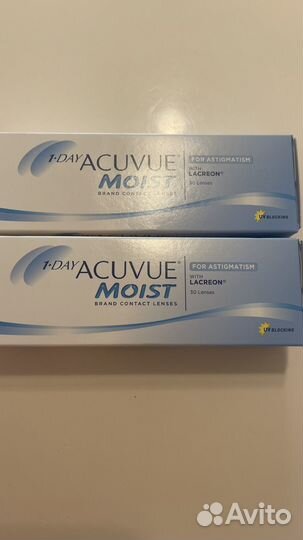 1·DAY ACUVUE®
MOIST®
BRAND CONTACT LENSES
FOR ASTIGMATISM
WITH
LACREON®
30 Lenses
UV BLOCKING
1·DAY ACUVUE®
MOIST®
BRAND CONTACT LENSES
FOR ASTIGMATISM
WITH
LACREON®
30 Lenses
UV BLOCKING
Avito